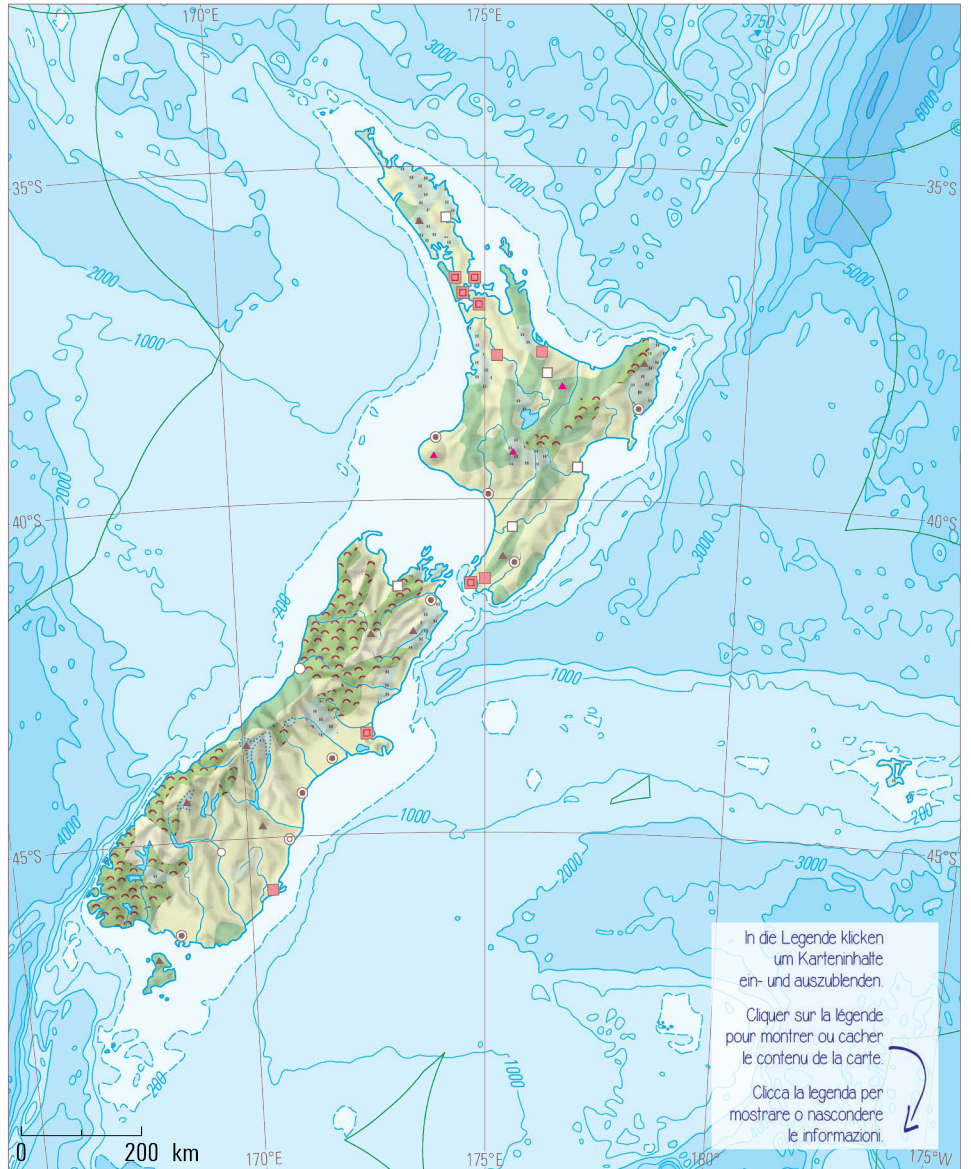 170°E
175°E
3750
3000
6000
35°S
1000
35°S
2000
5000
1000
2000
40°S
40°S
3000
200
1000
4000
1000
200
45°S
2000
3000
45°S
In die Legende klicken
um Karteninhalte
ein- und auszublenden.
Cliquer sur la légende
pour montrer ou cacher
le contenu de la carte.
Clicca la legenda per
mostrare o nascondere
le informazioni.
200
1000
0 200 km
170°E
175°E
180°
175°W